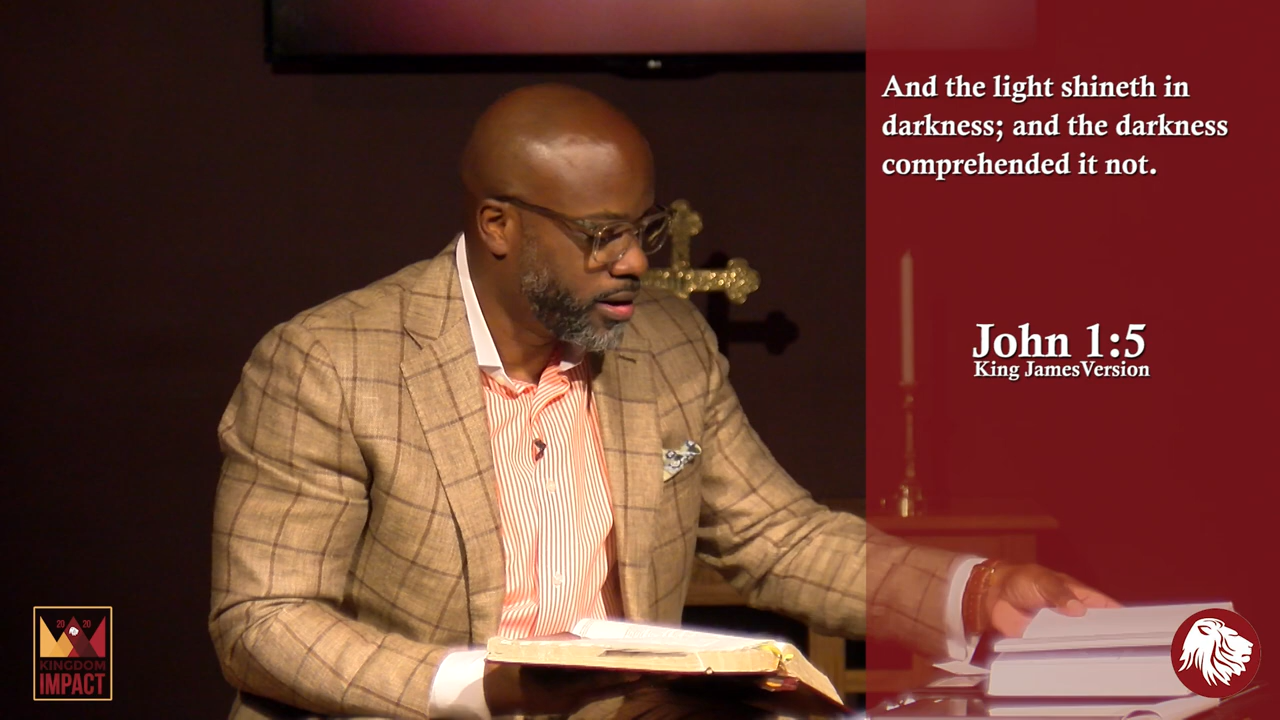 And the light shineth in
darkness; and the darkness
comprehended it not.
John 1:5
King JamesVersion
20 20
KINGDOM
IMPACT